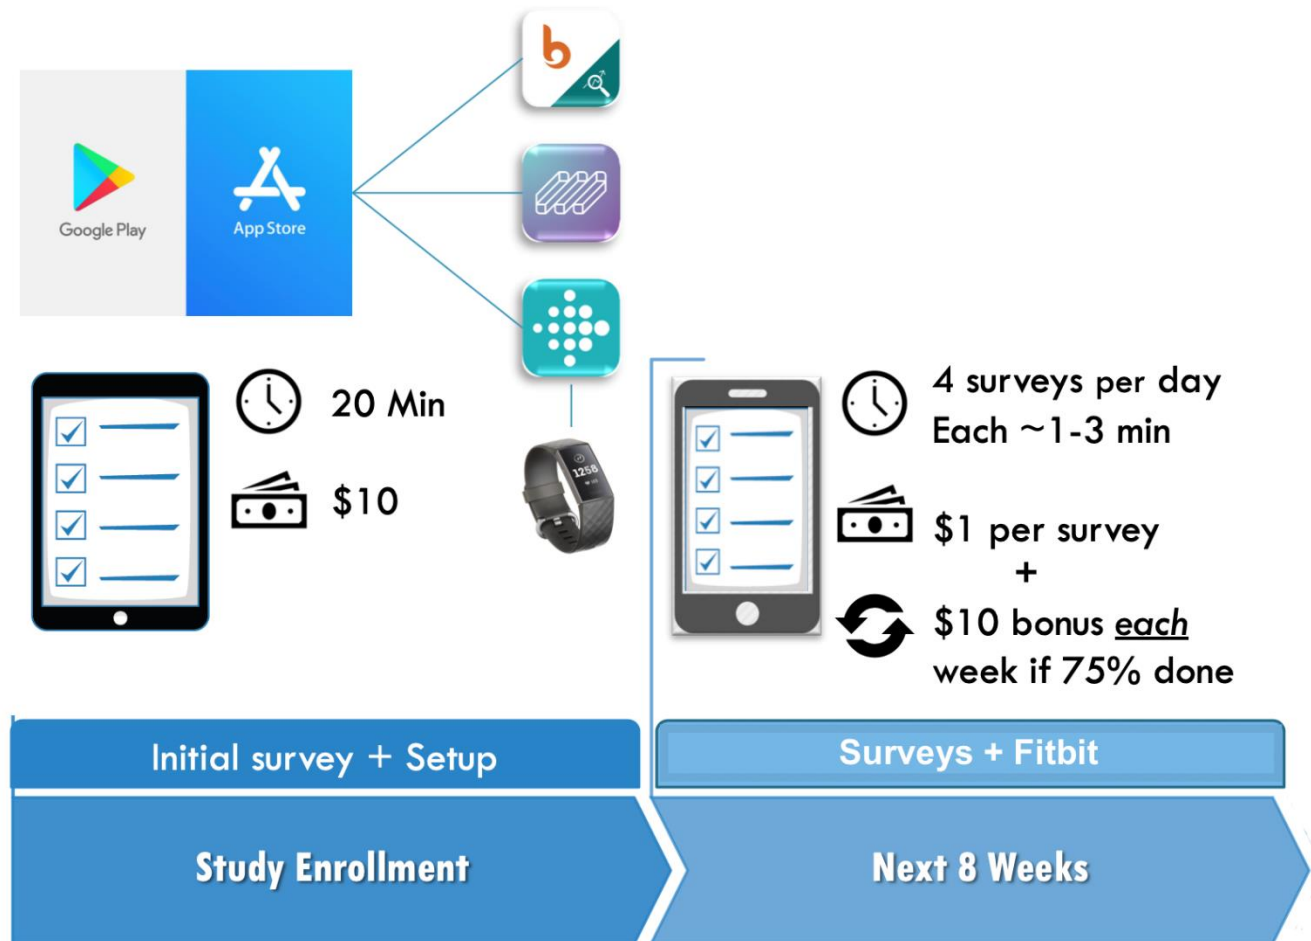 b
Google Play
App Store
20 Min
$10
1258
4 surveys per day
Each ~1-3 min
$1 per survey
+
$10 bonus each
week if 75% done
Initial survey + Setup
Surveys + Fitbit
Study Enrollment
Next 8 Weeks